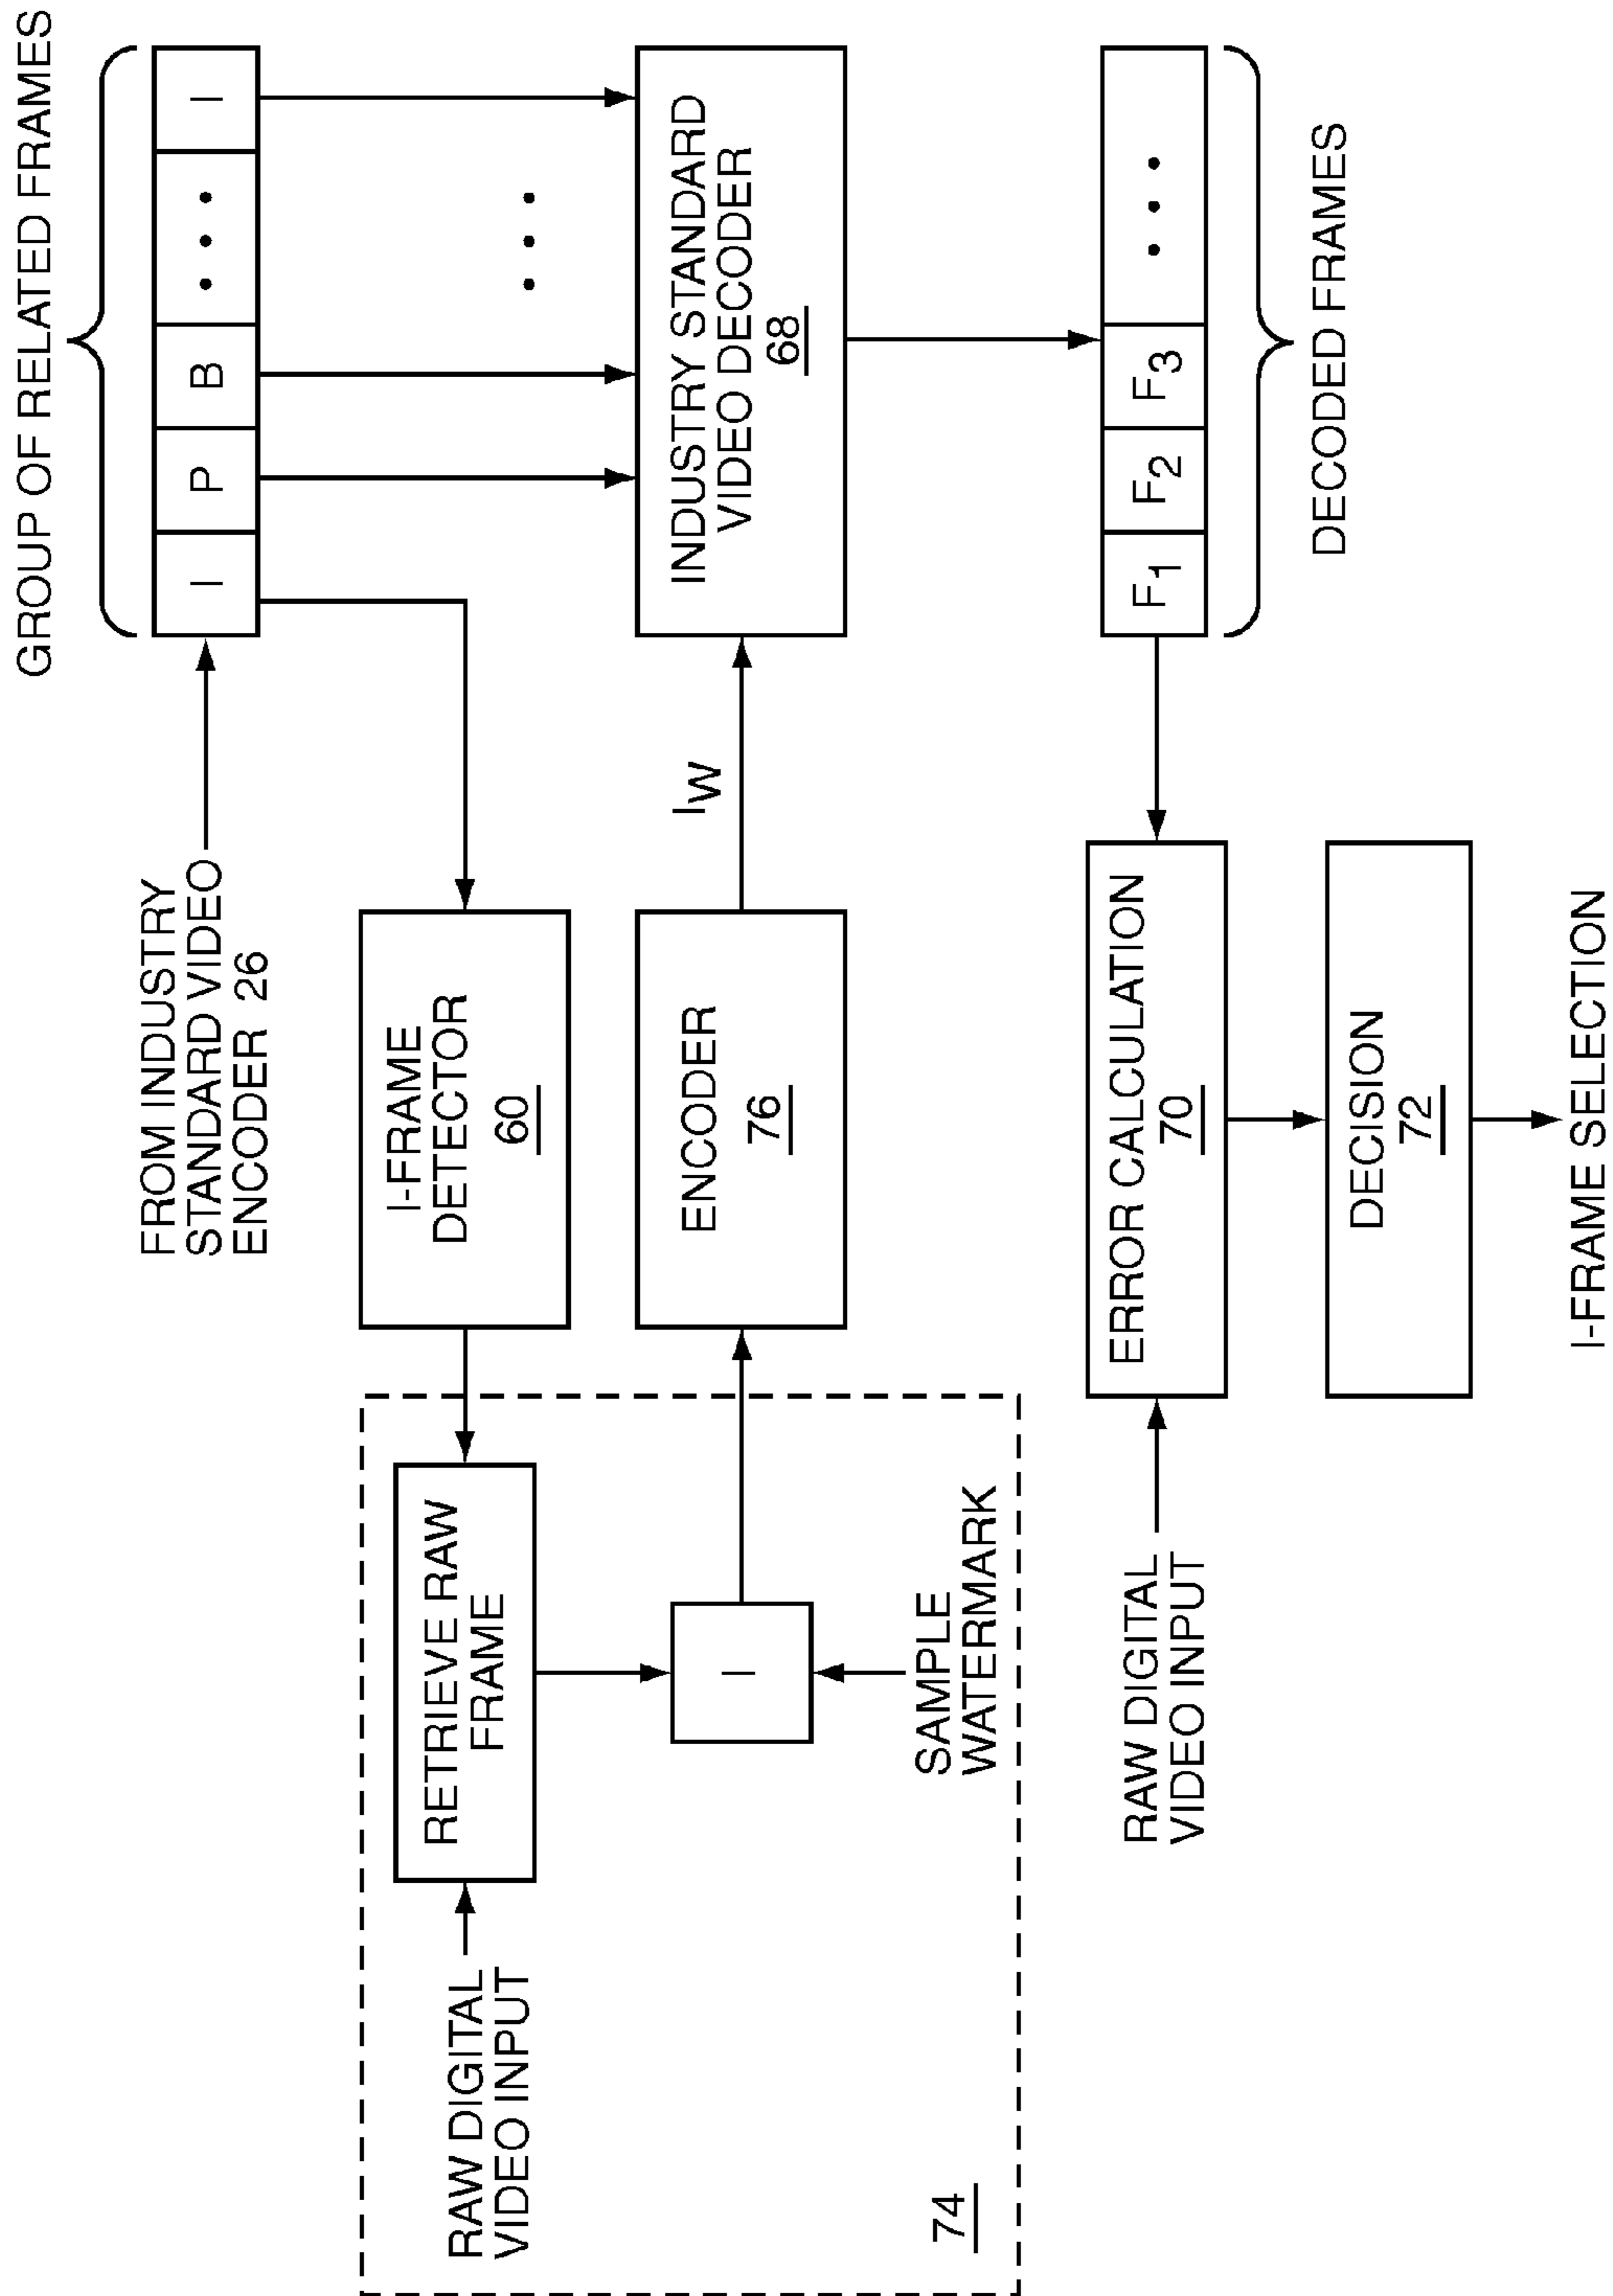 GROUP OF RELATED FRAMES
I P B ••• I
FROM INDUSTRY
STANDARD VIDEO
ENCODER 26
I-FRAME
DETECTOR
60
RETRIEVE RAW
FRAME
RAW DIGITAL
VIDEO INPUT
I
SAMPLE
WATERMARK
74
ENCODER
76
IW
•••
INDUSTRY STANDARD
VIDEO DECODER
68
F1 F2 F3 •••
DECODED FRAMES
RAW DIGITAL
VIDEO INPUT
ERROR CALCULATION
70
DECISION
72
I-FRAME SELECTION